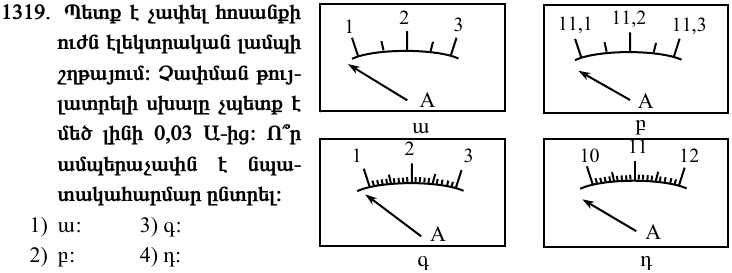 1319. Պետք է չափել հոսանքի
ուժն էլեկտրական լամպի
շղթայում: Չափման թույ-
լատրելի սխալը չպետք է
մեծ լինի 0,03 Ա-ից: Ո՞ր
ամպերաչափն է նպա-
տակահարմար ընտրել:
1) ա: 3) գ:
2) բ: 4) դ:
1 2 3
A
ա
11,1 11,2 11,3
A
բ
1 2 3
A
գ
10 11 12
A
դ